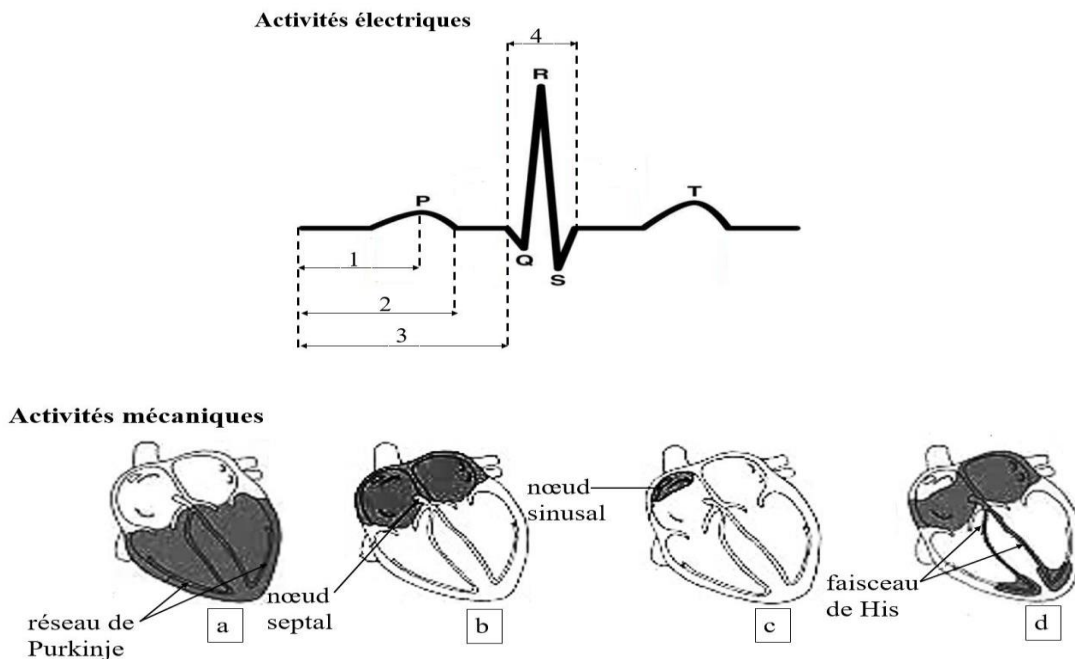 Activités électriques
4
R
P
T
Q
S
1
2
3
Activités mécaniques
nœud
sinusal
faisceau
de His
réseau de
Purkinje
nœud
septal
a
b
c
d